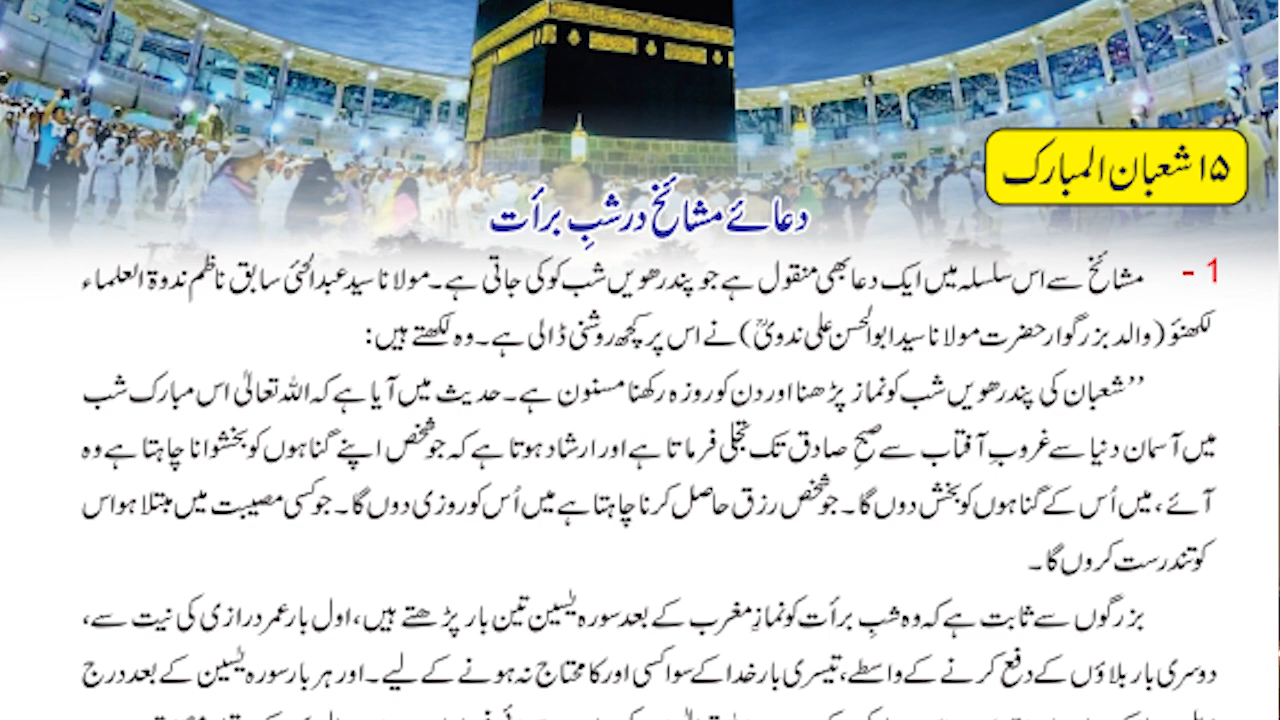 ۱۵ شعبان المبارک
دعائے مشائخ در شبِ برأت
1- مشائخ سے اس سلسلہ میں ایک دعا بھی منقول ہے جو پندرھویں شب کو کی جاتی ہے۔ مولانا سید عبدالحئی سابق ناظم ندوۃ العلماء
لکھنؤ (والد بزرگوار حضرت مولانا سید ابوالحسن علی ندویؒ) نے اس پر کچھ روشنی ڈالی ہے۔ وہ لکھتے ہیں:
’’شعبان کی پندرھویں شب کو نماز پڑھنا اور دن کو روزہ رکھنا مسنون ہے۔ حدیث میں آیا ہے کہ اللہ تعالیٰ اس مبارک شب
میں آسمان دنیا سے غروبِ آفتاب سے صبحِ صادق تک تجلی فرماتا ہے اور ارشاد ہوتا ہے کہ جو شخص اپنے گناہوں کو بخشوانا چاہتا ہے وہ
آئے، میں اُس کے گناہوں کو بخش دوں گا۔ جو شخص رزق حاصل کرنا چاہتا ہے میں اُس کو روزی دوں گا۔ جو کسی مصیبت میں مبتلا ہو اس
کو تندرست کروں گا۔
بزرگوں سے ثابت ہے کہ وہ شبِ برأت کو نمازِ مغرب کے بعد سورہ یٰسین تین بار پڑھتے ہیں، اول بار عمر درازی کی نیت سے،
دوسری بار بلاؤں کے دفع کرنے کے واسطے، تیسری بار خدا کے سوا کسی اور کا محتاج نہ ہونے کے لیے۔ اور ہر بار سورہ یٰسین کے بعد درج